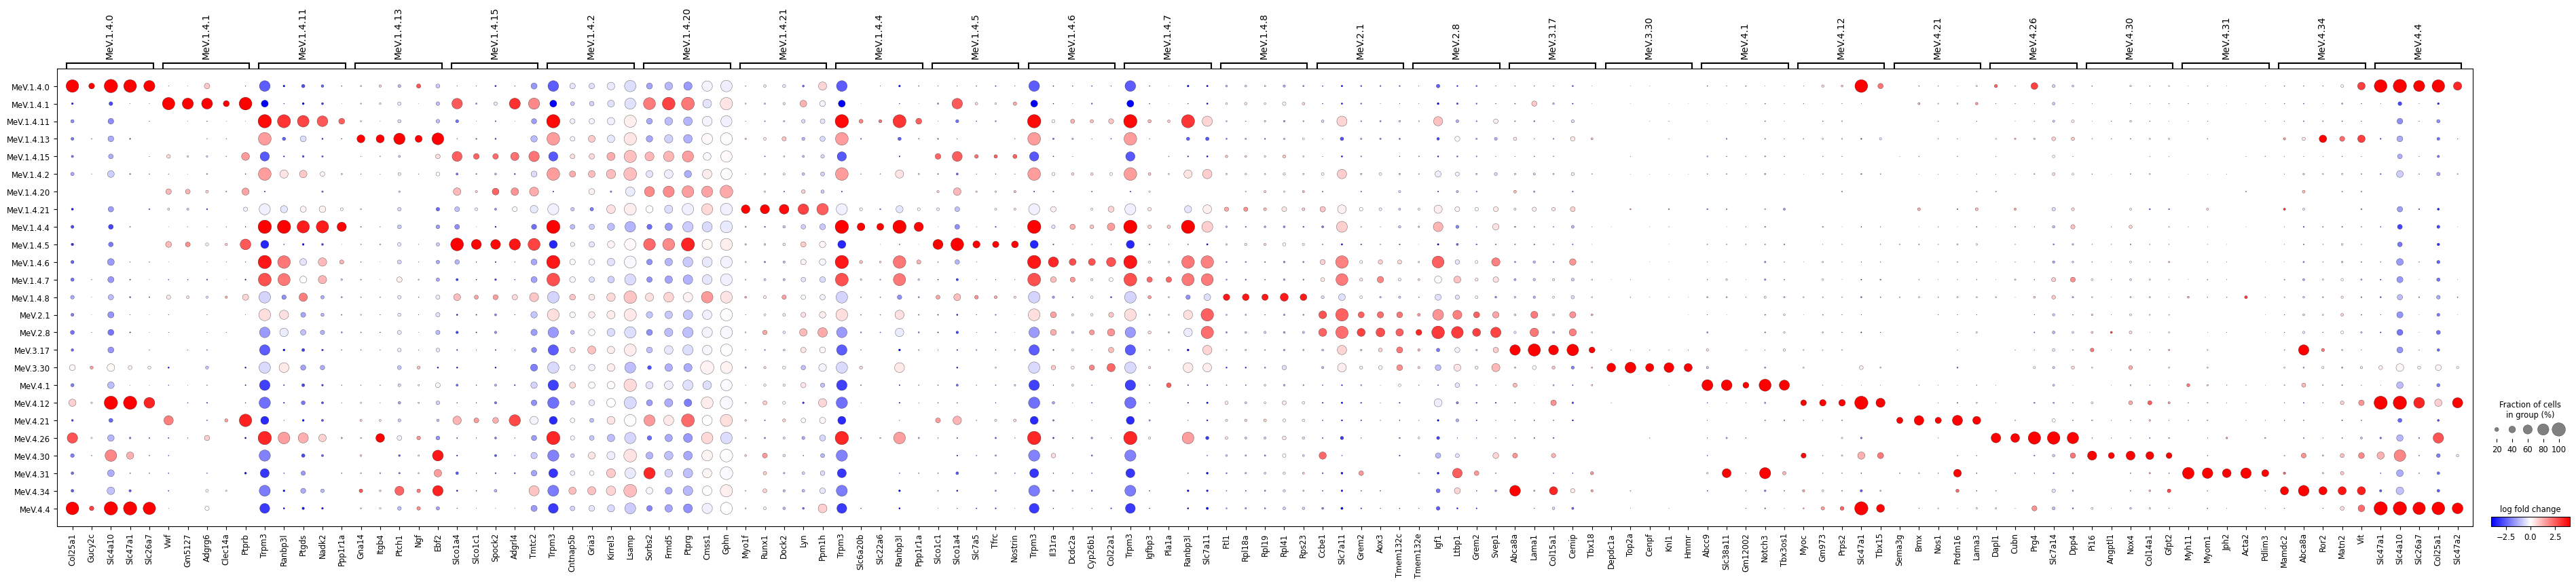 MeV.1.4.0 MeV.1.4.1 MeV.1.4.11 MeV.1.4.13 MeV.1.4.15 MeV.1.4.2 MeV.1.4.20 MeV.1.4.21 MeV.1.4.4 MeV.1.4.5 MeV.1.4.6 MeV.1.4.7 MeV.1.4.8 MeV.2.1 MeV.2.8 MeV.3.17 MeV.3.30 MeV.4.1 MeV.4.12 MeV.4.21 MeV.4.26 MeV.4.30 MeV.4.31 MeV.4.34 MeV.4.4
MeV.1.4.0
MeV.1.4.1
MeV.1.4.11
MeV.1.4.13
MeV.1.4.15
MeV.1.4.2
MeV.1.4.20
MeV.1.4.21
MeV.1.4.4
MeV.1.4.5
MeV.1.4.6
MeV.1.4.7
MeV.1.4.8
MeV.2.1
MeV.2.8
MeV.3.17
MeV.3.30
MeV.4.1
MeV.4.12
MeV.4.21
MeV.4.26
MeV.4.30
MeV.4.31
MeV.4.34
MeV.4.4
Col25a1 Gucy2c Slc4a10 Slc47a1 Slc26a7 Vwf Gm5127 Adgrg6 Clec14a Ptprb Trpm3 Ranbp3l Ptgds Nadk2 Ppp1r1a Gna14 Itgb4 Ptch1 Ngf Ebf2 Slco1a4 Slco1c1 Spock2 Adgrl4 Tmtc2 Trpm3 Cntnap5b Gria3 Kirrel3 Lsamp Sorbs2 Frmd5 Ptprg Cmss1 Gphn Myo1f Runx1 Dock2 Lyn Ppm1h Trpm3 Slc6a20b Slc22a6 Ranbp3l Ppp1r1a Slco1c1 Slco1a4 Slc7a5 Tfrc Nostrin Trpm3 Il31ra Dcdc2a Cyp26b1 Col22a1 Trpm3 Igfbp3 Pla1a Ranbp3l Slc7a11 Ftl1 Rpl18a Rpl19 Rpl41 Rps23 Ccbe1 Slc7a11 Grem2 Aox3 Tmem132c Tmem132e Igf1 Ltbp1 Grem2 Svep1 Abca8a Lama1 Col15a1 Cemip Tbx18 Depdc1a Top2a Cenpf Knl1 Hmmr Abcc9 Slc38a11 Gm12002 Notch3 Tbx3os1 Myoc Gm973 Prps2 Slc47a1 Tbx15 Sema3g Bmx Nos1 Prdm16 Lama3 Dapl1 Cubn Prg4 Slc7a14 Dpp4 Pi16 Angptl1 Nox4 Col14a1 Gfpt2 Myh11 Myom1 Jph2 Acta2 Pdlim3 Mamdc2 Abca8a Ror2 Matn2 Vit Slc47a1 Slc4a10 Slc26a7 Col25a1 Slc47a2
Fraction of cells
in group (%)
20 40 60 80 100
log fold change
−2.5 0.0 2.5